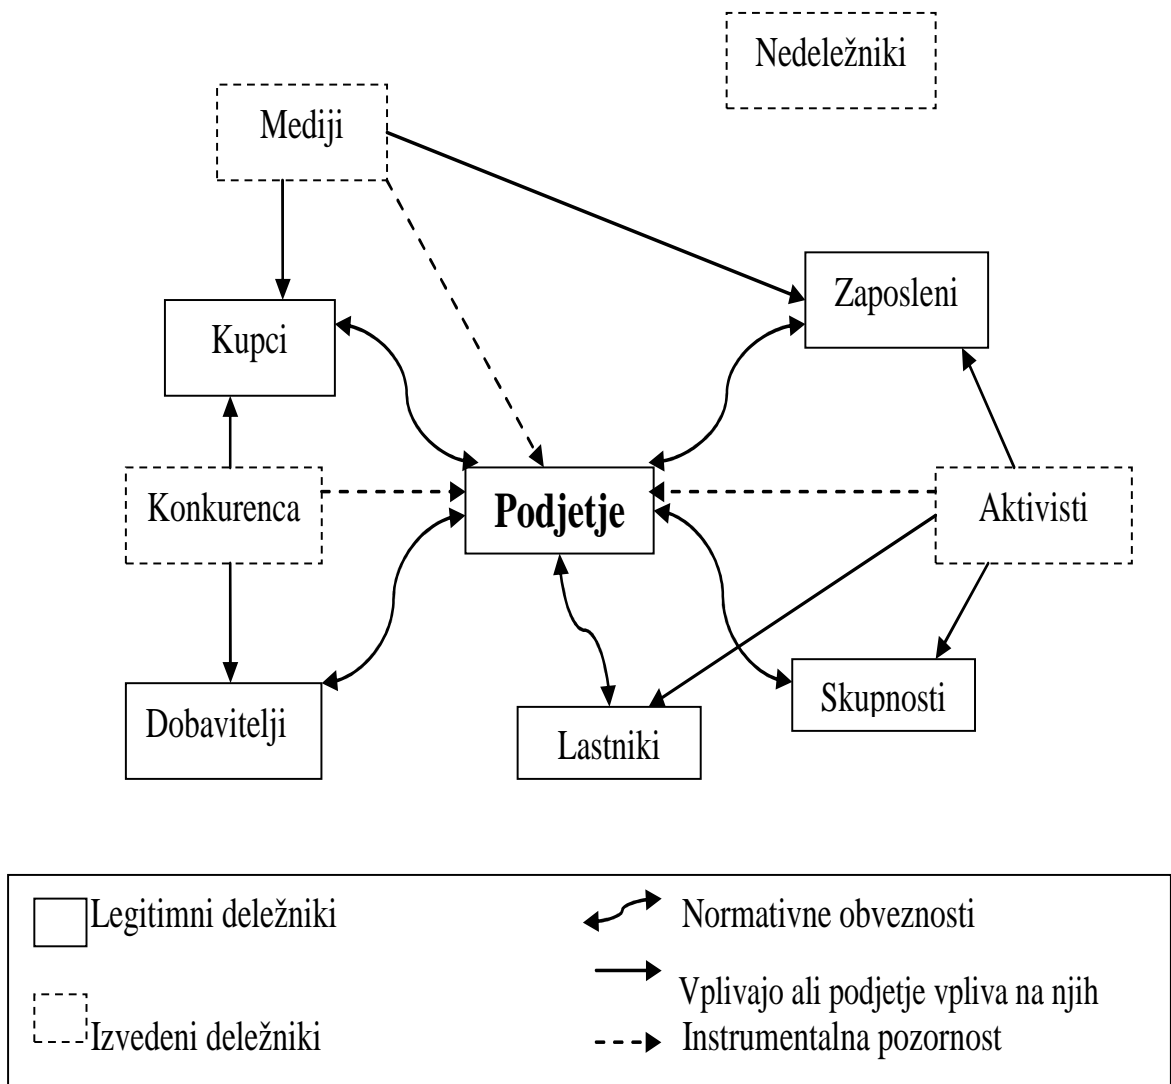 Nedeležniki
Mediji
Zaposleni
Kupci
Konkurenca
Podjetje
Aktivisti
Dobavitelji
Lastniki
Skupnosti
Legitimni deležniki
Normativne obveznosti
Vplivajo ali podjetje vpliva na njih
Izvedeni deležniki
Instrumentalna pozornost